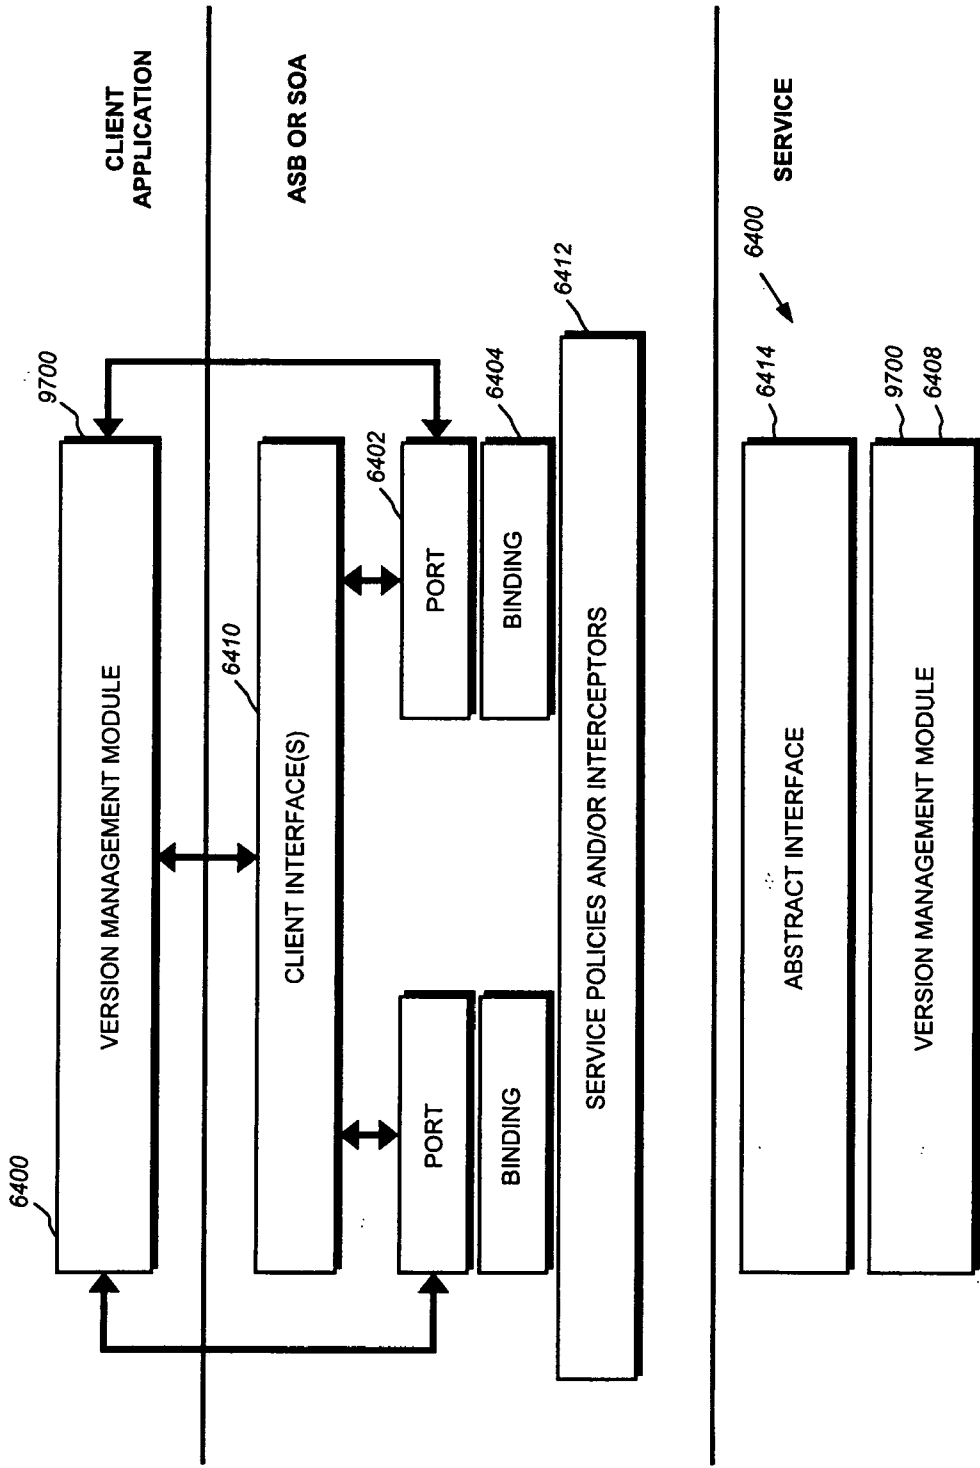 6400
VERSION MANAGEMENT MODULE
9700
CLIENT
APPLICATION
6410
CLIENT INTERFACE(S)
ASB OR SOA
PORT
PORT
6402
BINDING
BINDING
6404
SERVICE POLICIES AND/OR INTERCEPTORS
6412
ABSTRACT INTERFACE
6414
6400
SERVICE
VERSION MANAGEMENT MODULE
9700
6408